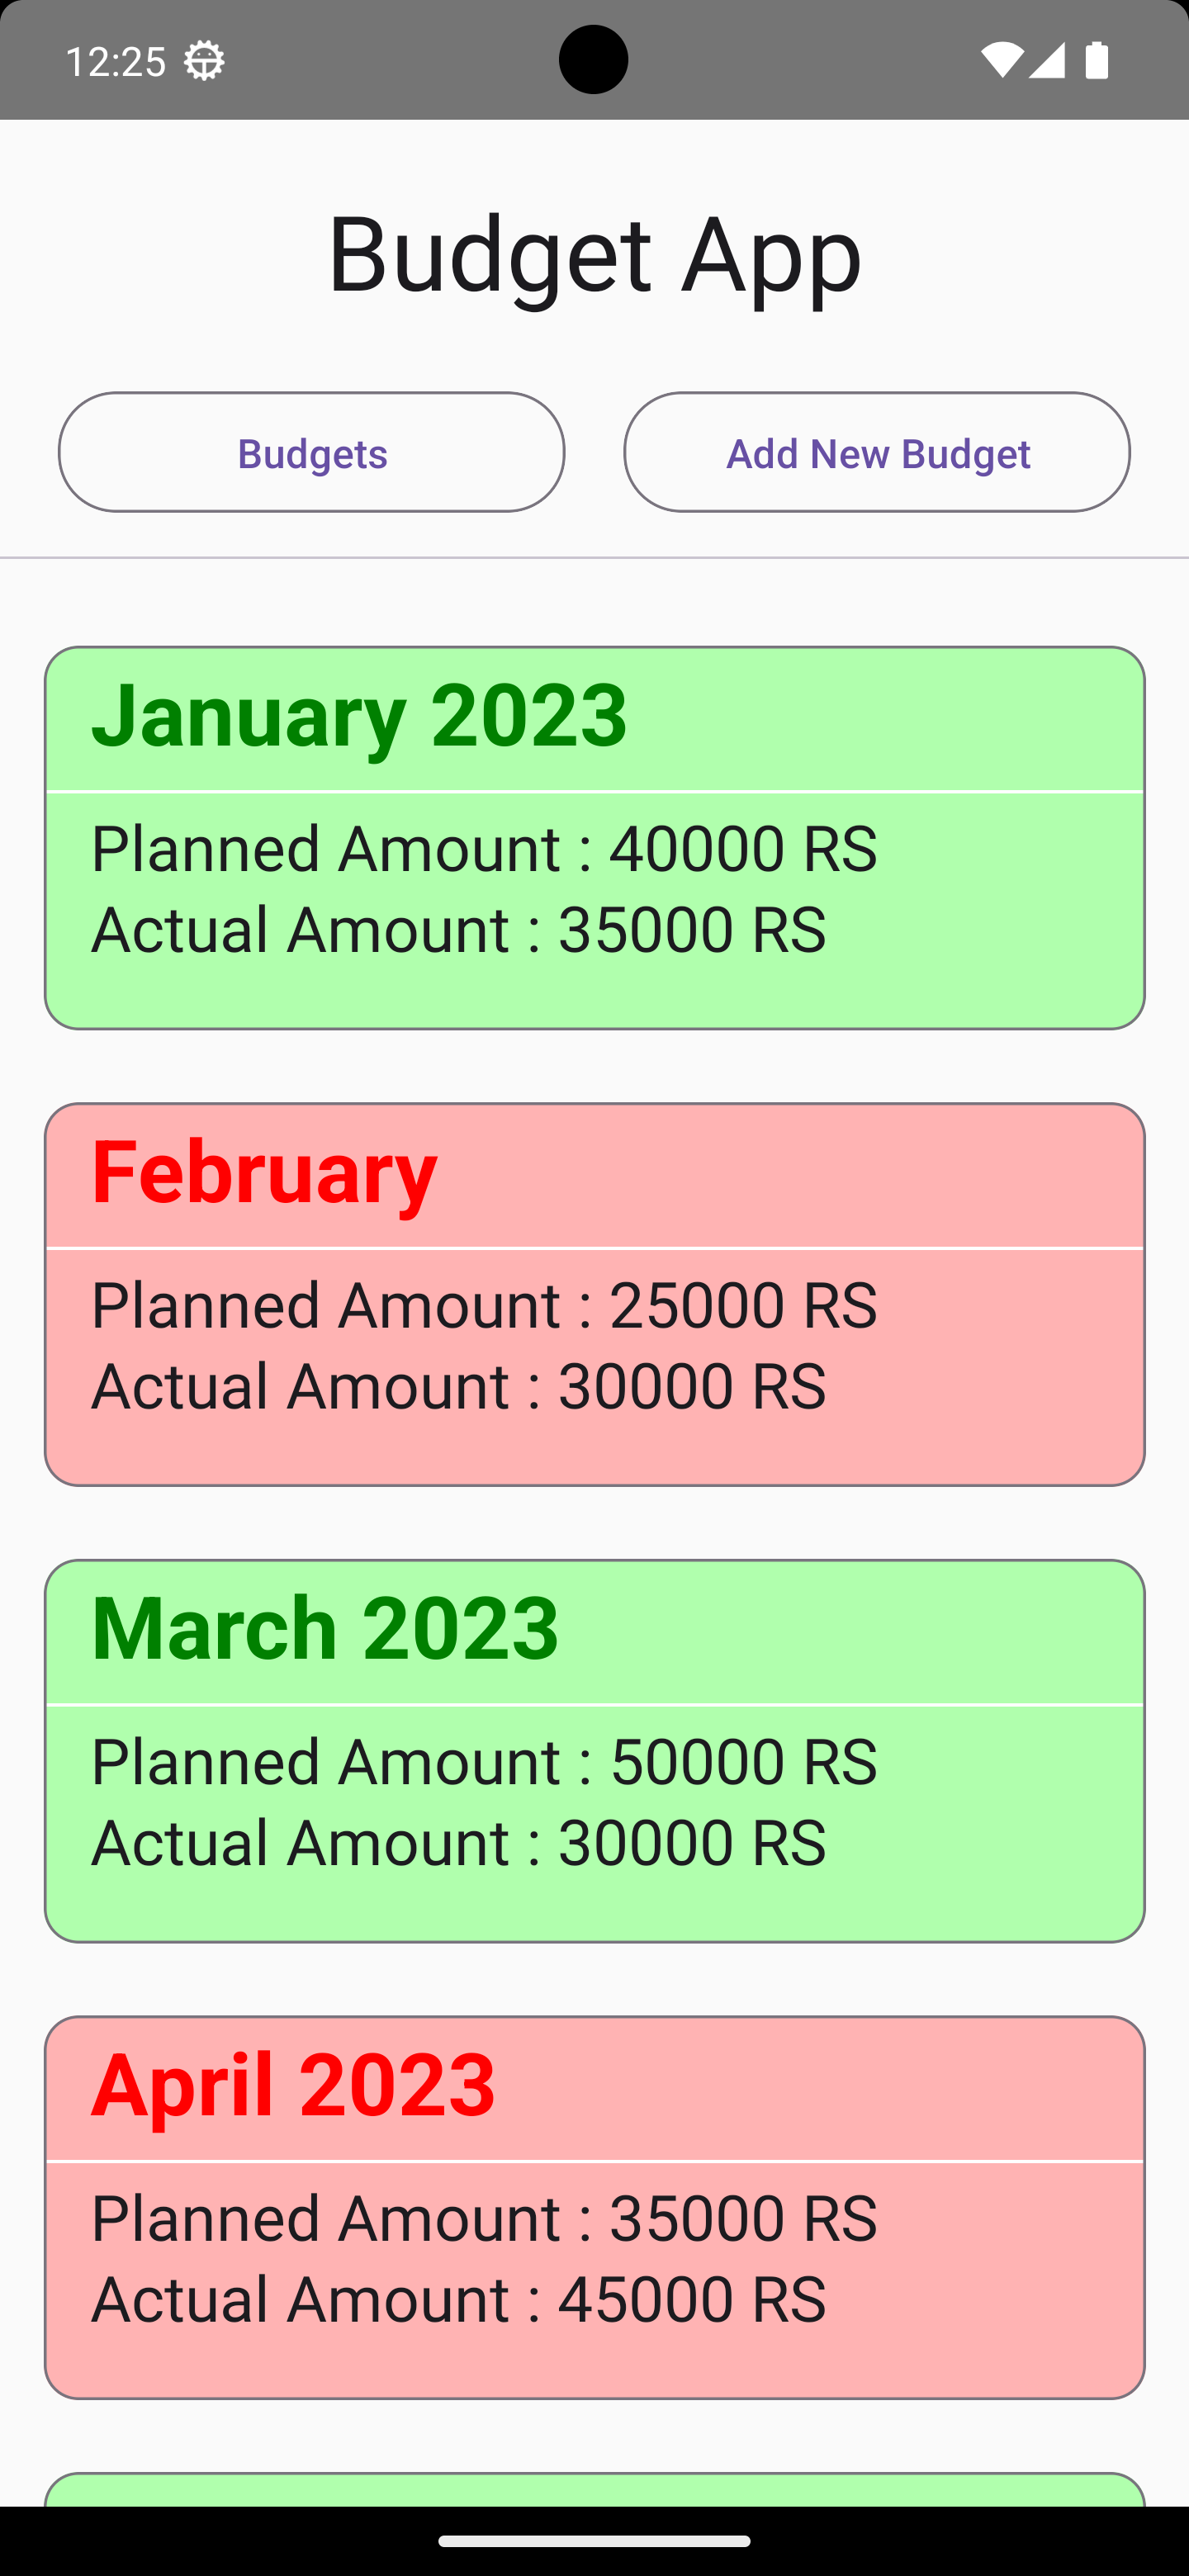 12:25
Budget App
Budgets
Add New Budget
January 2023
Planned Amount : 40000 RS
Actual Amount : 35000 RS
February
Planned Amount : 25000 RS
Actual Amount : 30000 RS
March 2023
Planned Amount : 50000 RS
Actual Amount : 30000 RS
April 2023
Planned Amount : 35000 RS
Actual Amount : 45000 RS